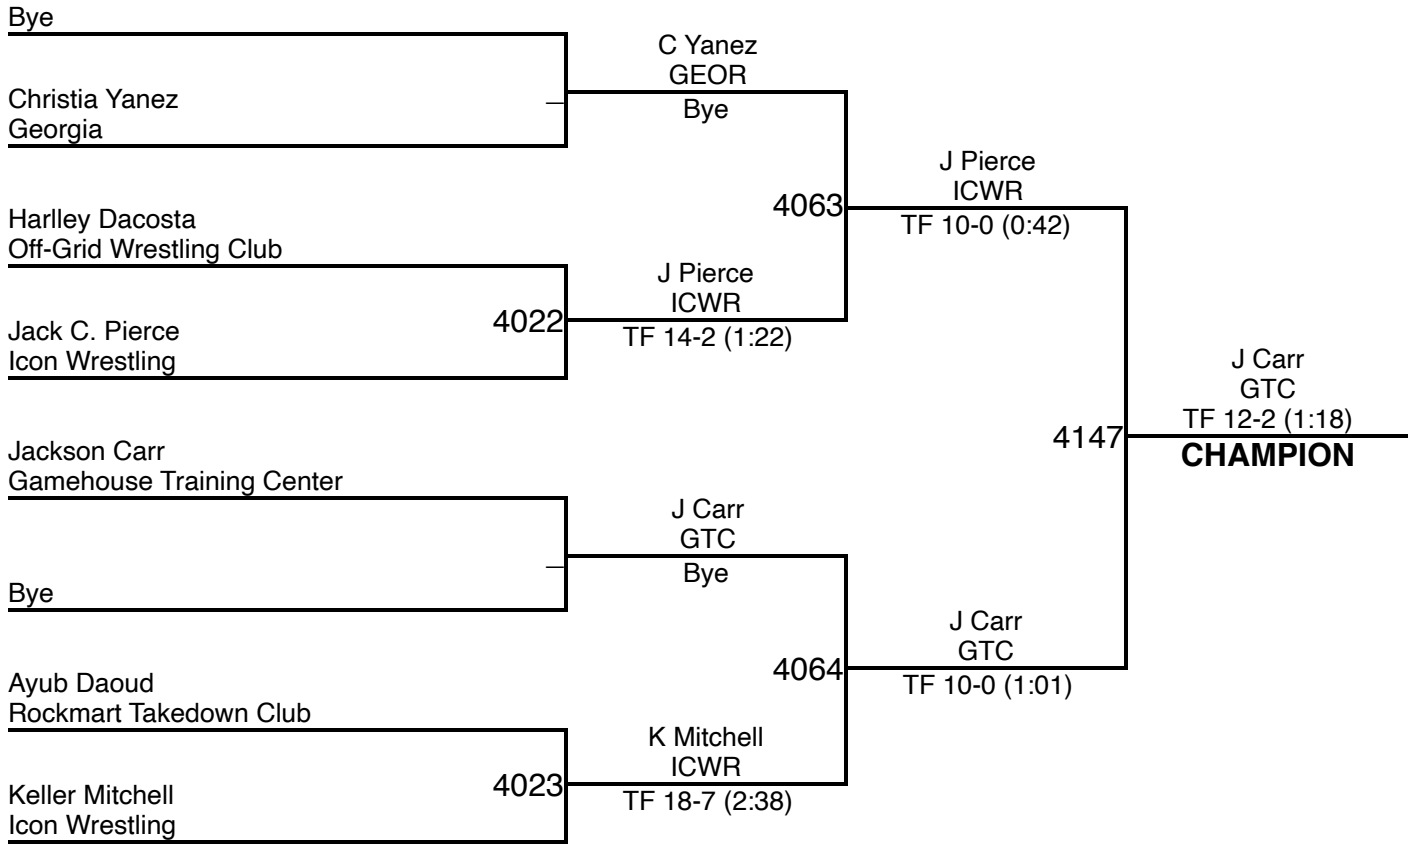 Bye
Christia Yanez
Georgia
_
C Yanez
GEOR
Bye
Harlley Dacosta
Off-Grid Wrestling Club
Jack C. Pierce
Icon Wrestling
4022
J Pierce
ICWR
TF 14-2 (1:22)
4063
J Pierce
ICWR
TF 10-0 (0:42)
Jackson Carr
Gamehouse Training Center
Bye
_
J Carr
GTC
Bye
Ayub Daoud
Rockmart Takedown Club
Keller Mitchell
Icon Wrestling
4023
K Mitchell
ICWR
TF 18-7 (2:38)
4064
J Carr
GTC
TF 10-0 (1:01)
4147
J Carr
GTC
TF 12-2 (1:18)
CHAMPION